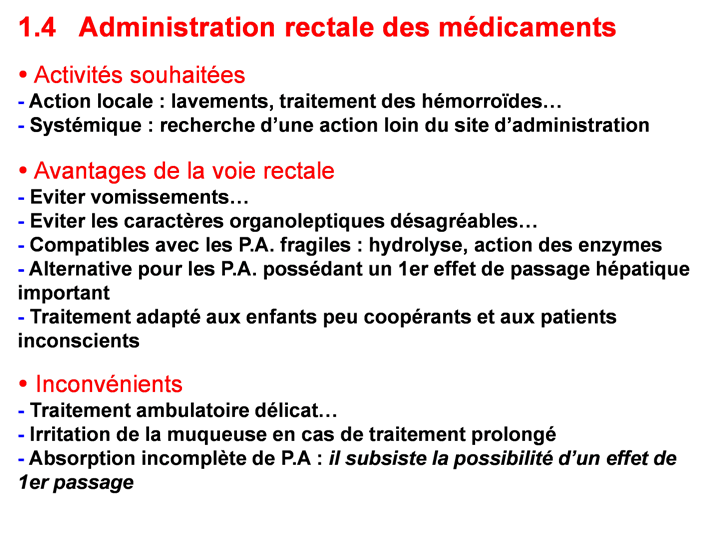 1.4 Administration rectale des médicaments
• Activités souhaitées
- Action locale : lavements, traitement des hémorroïdes…
- Systémique : recherche d’une action loin du site d’administration
• Avantages de la voie rectale
- Eviter vomissements…
- Eviter les caractères organoleptiques désagréables…
- Compatibles avec les P.A. fragiles : hydrolyse, action des enzymes
- Alternative pour les P.A. possédant un 1er effet de passage hépatique
important
- Traitement adapté aux enfants peu coopérants et aux patients
inconscients
• Inconvénients
- Traitement ambulatoire délicat…
- Irritation de la muqueuse en cas de traitement prolongé
- Absorption incomplète de P.A : il subsiste la possibilité d’un effet de
1er passage